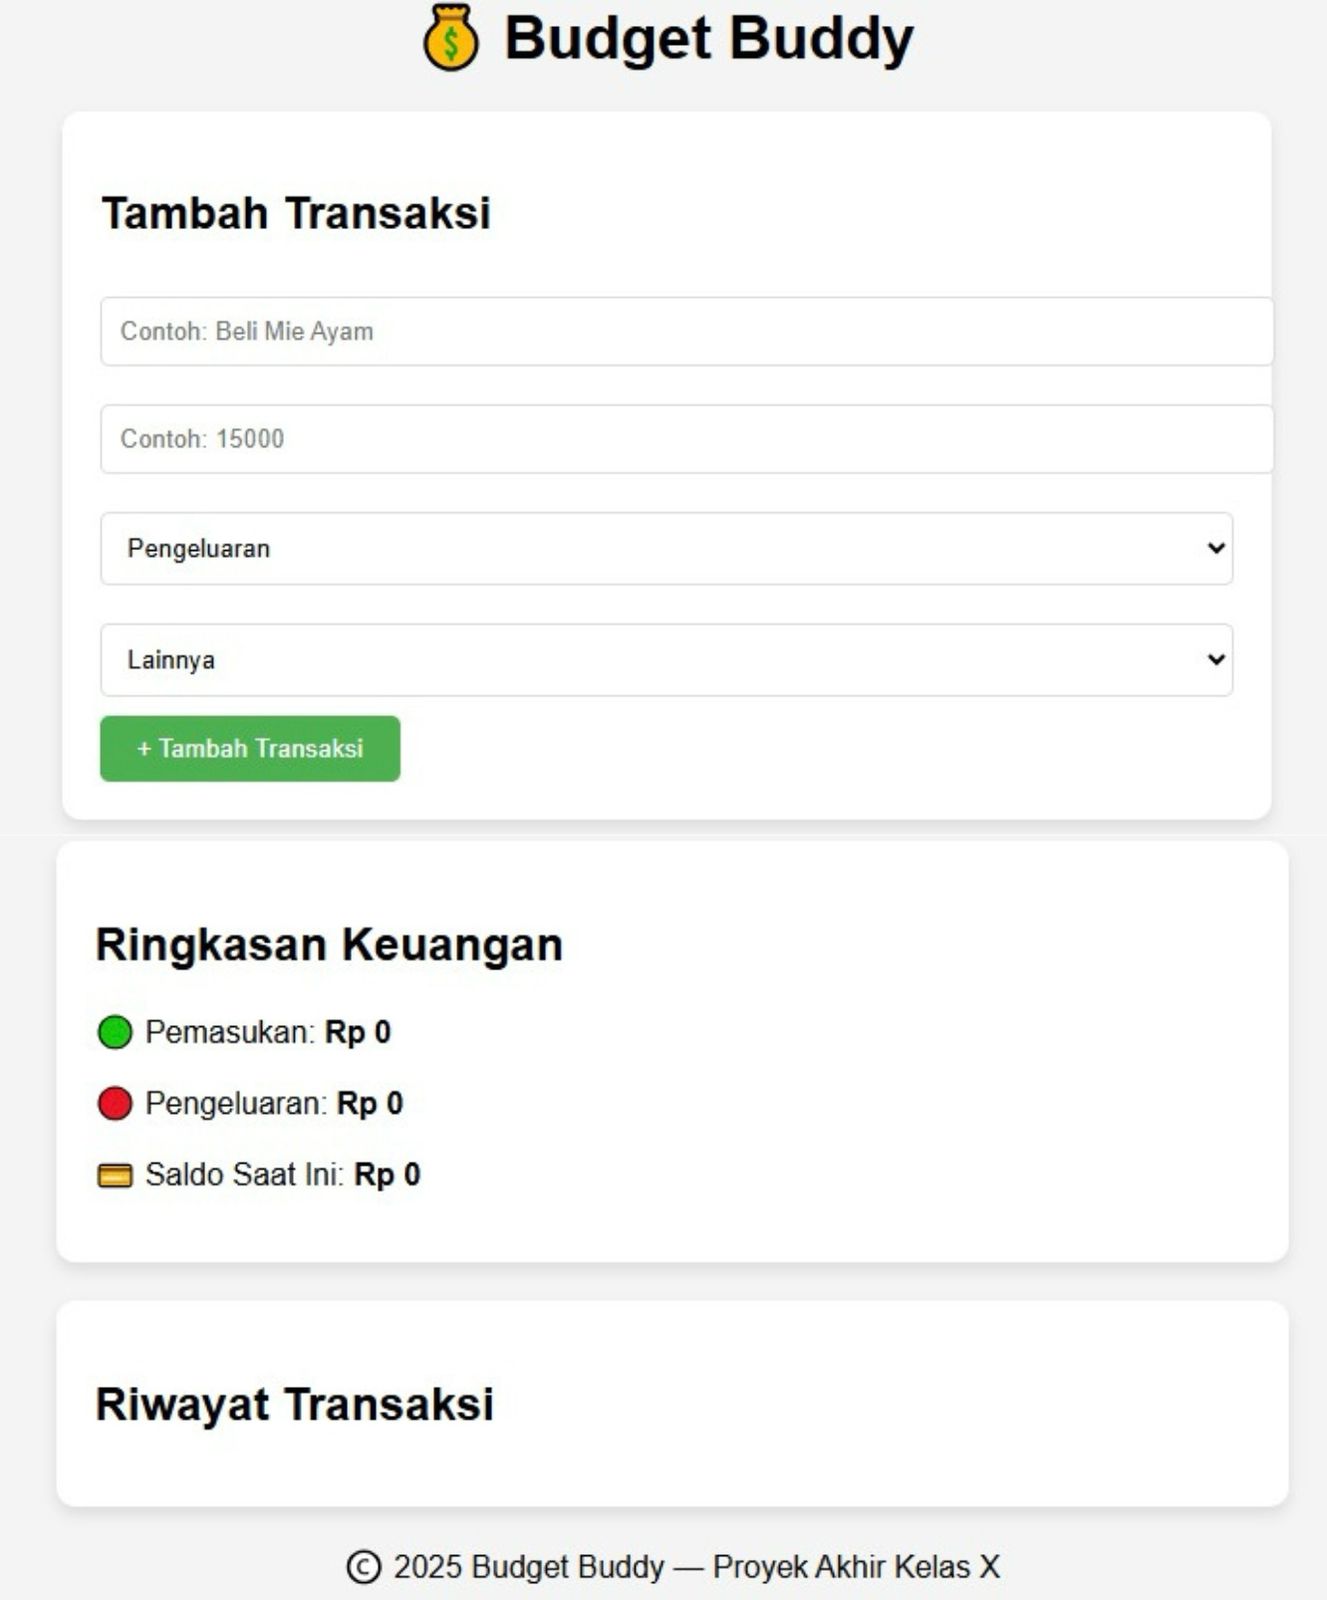 Budget Buddy
Tambah Transaksi
Contoh: Beli Mie Ayam
Contoh: 15000
Pengeluaran
Lainnya
+ Tambah Transaksi
Ringkasan Keuangan
Pemasukan: Rp 0
Pengeluaran: Rp 0
Saldo Saat Ini: Rp 0
Riwayat Transaksi
© 2025 Budget Buddy — Proyek Akhir Kelas X